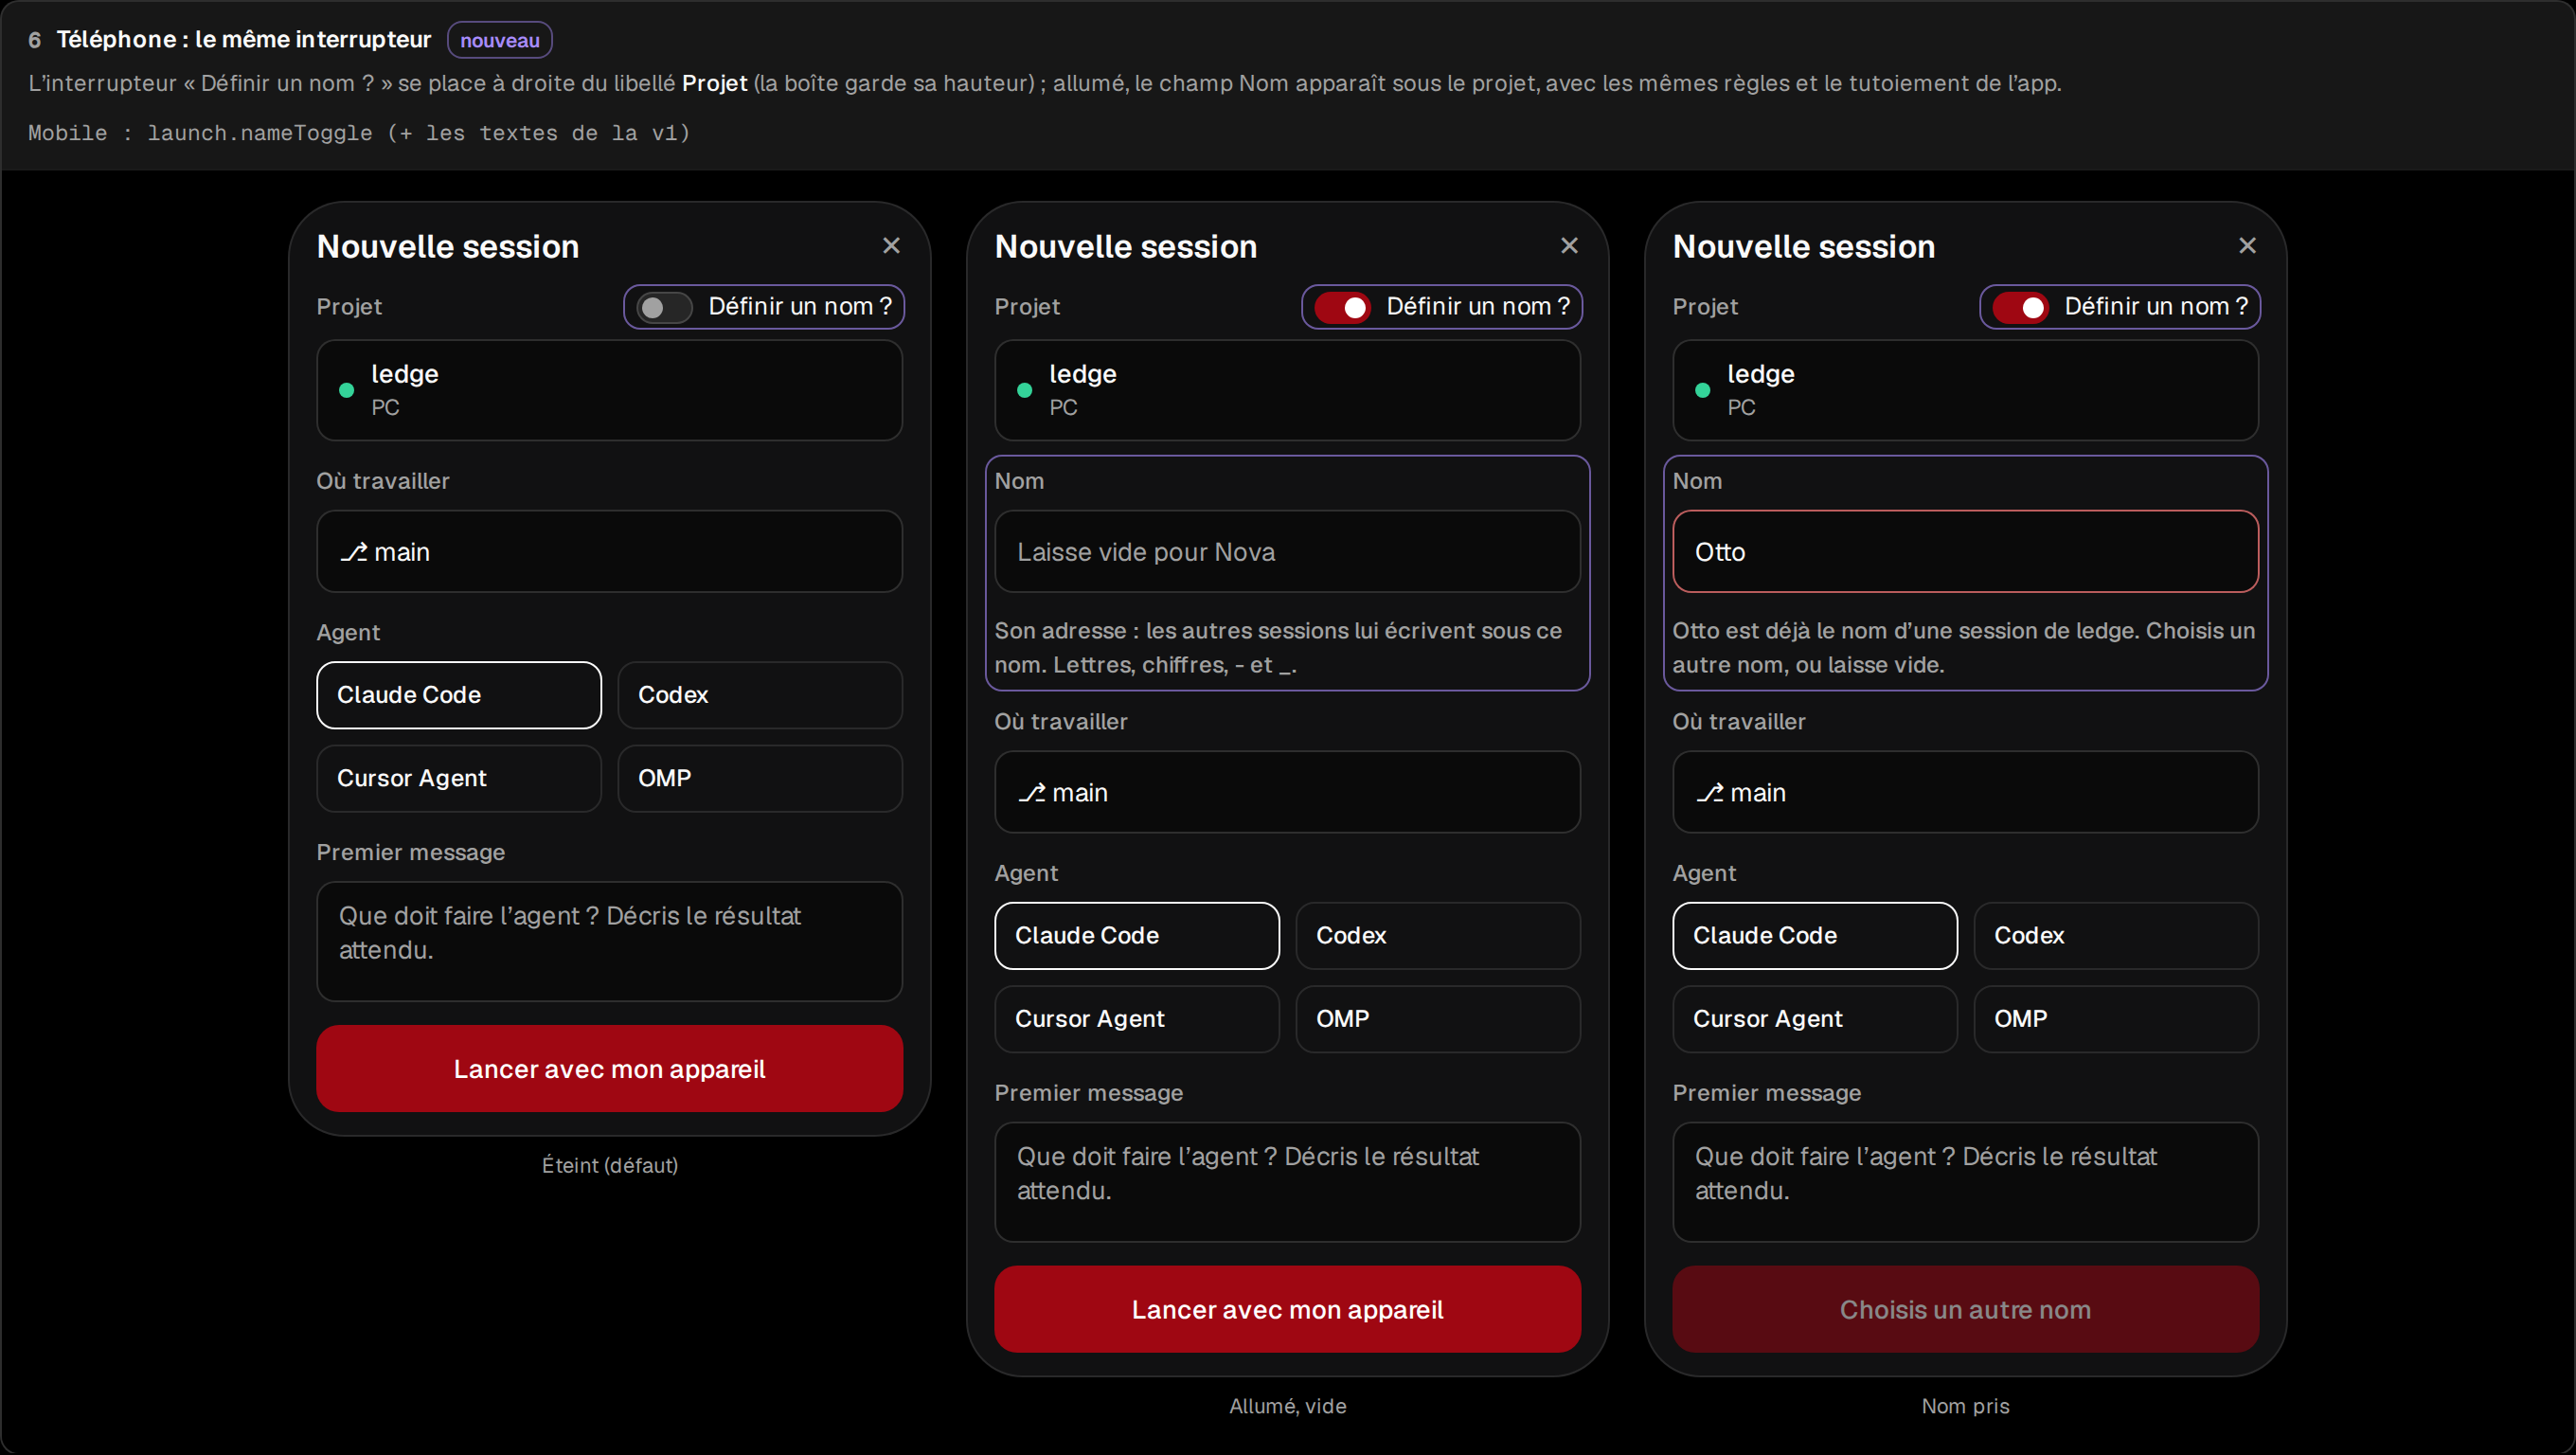 6 Téléphone : le même interrupteur nouveau
L’interrupteur « Définir un nom ? » se place à droite du libellé Projet (la boîte garde sa hauteur) ; allumé, le champ Nom apparaît sous le projet, avec les mêmes règles et le tutoiement de l’app.
Mobile : launch.nameToggle (+ les textes de la v1)
Nouvelle session ✕
Projet Définir un nom ?
ledge
PC
Où travailler
⎇ main
Agent
Claude Code Codex
Cursor Agent OMP
Premier message
Que doit faire l’agent ? Décris le résultat
attendu.
Lancer avec mon appareil
Éteint (défaut)
Nouvelle session ✕
Projet Définir un nom ?
ledge
PC
Nom
Laisse vide pour Nova
Son adresse : les autres sessions lui écrivent sous ce
nom. Lettres, chiffres, - et _.
Où travailler
⎇ main
Agent
Claude Code Codex
Cursor Agent OMP
Premier message
Que doit faire l’agent ? Décris le résultat
attendu.
Lancer avec mon appareil
Allumé, vide
Nouvelle session ✕
Projet Définir un nom ?
ledge
PC
Nom
Otto
Otto est déjà le nom d’une session de ledge. Choisis un
autre nom, ou laisse vide.
Où travailler
⎇ main
Agent
Claude Code Codex
Cursor Agent OMP
Premier message
Que doit faire l’agent ? Décris le résultat
attendu.
Choisis un autre nom
Nom pris